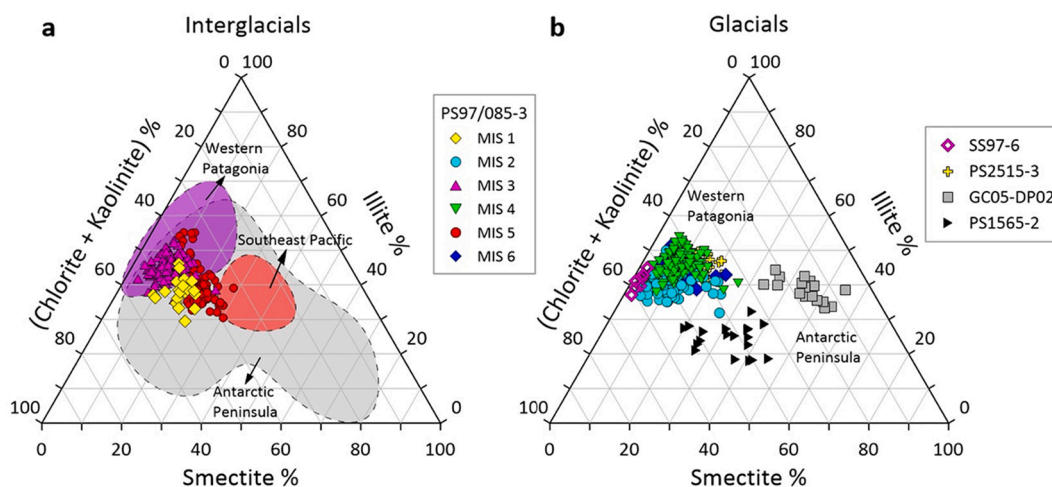 a
Interglacials
0
100
20
80
40
60
60
40
80
20
100
0
(Chlorite + Kaolinite) %
Illite %
Western
Patagonia
Southeast Pacific
Antarctic
Peninsula
0
20
40
60
80
100
Smectite %
PS97/085-3
MIS 1
MIS 2
MIS 3
MIS 4
MIS 5
MIS 6
b
Glacials
0
100
20
80
40
60
60
40
80
20
100
0
(Chlorite + Kaolinite) %
Illite %
Western
Patagonia
Antarctic
Peninsula
0
20
40
60
80
100
Smectite %
SS97-6
PS2515-3
GC05-DP02
PS1565-2